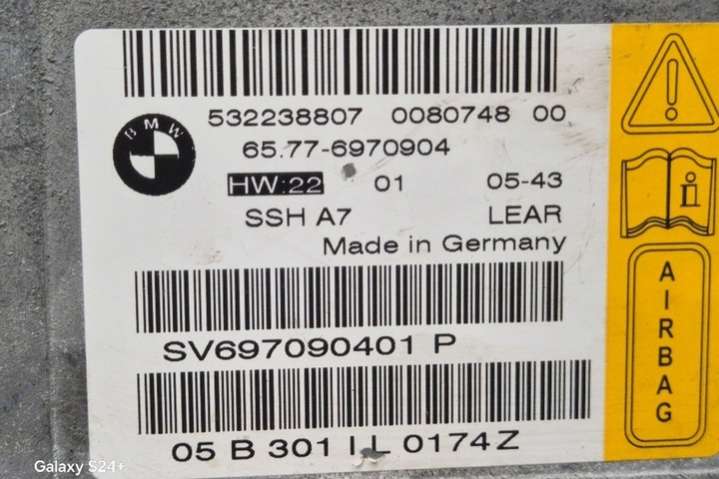 532238807 0080748 00
BMW
65.77-6970904
HW:22 01 05-43
SSH A7 LEAR
Made in Germany
SV697090401 P
05 B 301 I L 0174Z
AIRBAG
Galaxy S24+